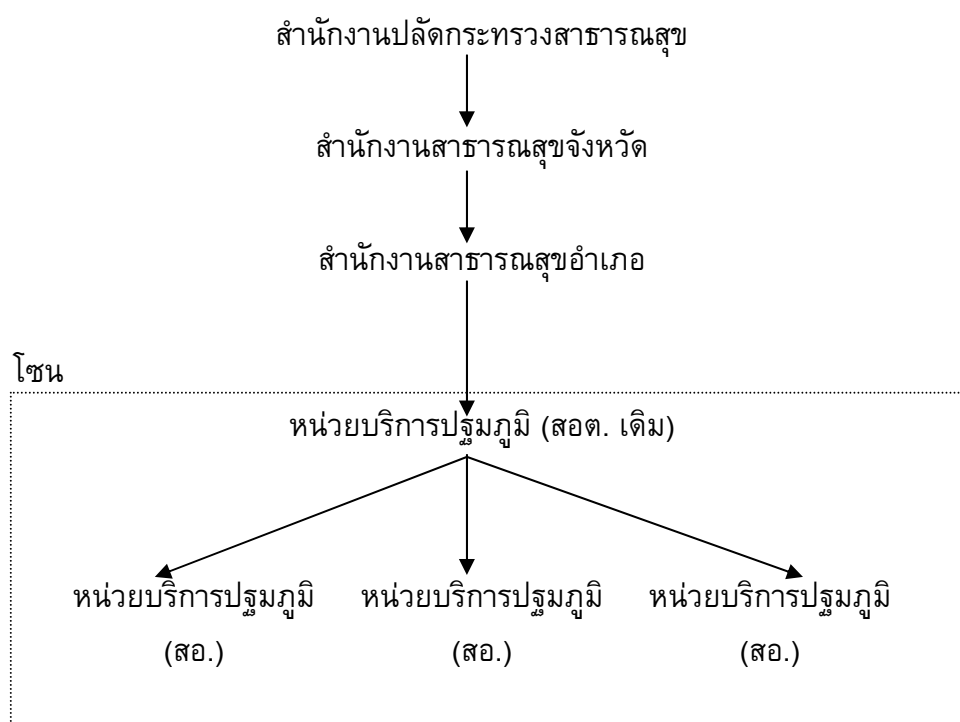 สำนักงานปลัดกระทรวงสาธารณสุข
สำนักงานสาธารณสุขจังหวัด
สำนักงานสาธารณสุขอำเภอ
โซน
หน่วยบริการปฐมภูมิ (สอต. เดิม)
หน่วยบริการปฐมภูมิ หน่วยบริการปฐมภูมิ หน่วยบริการปฐมภูมิ
(สอ.) (สอ.) (สอ.)